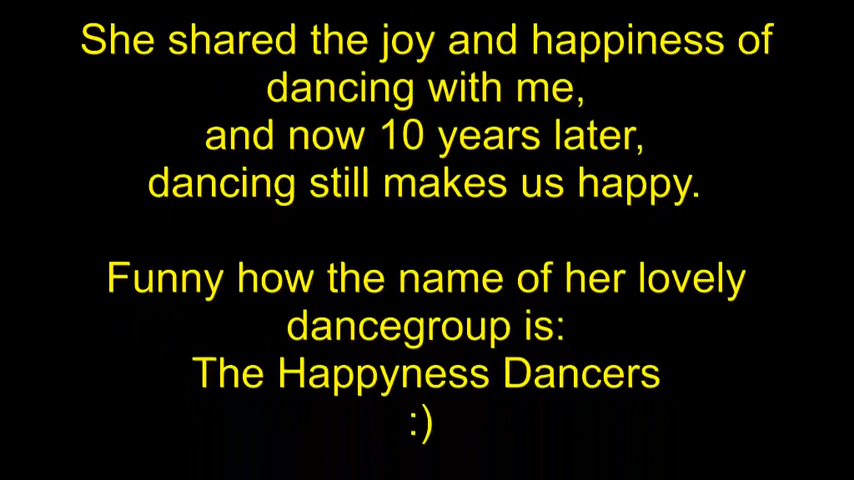 She shared the joy and happiness of
dancing with me,
and now 10 years later,
dancing still makes us happy.
Funny how the name of her lovely
dancegroup is:
The Happyness Dancers
:)